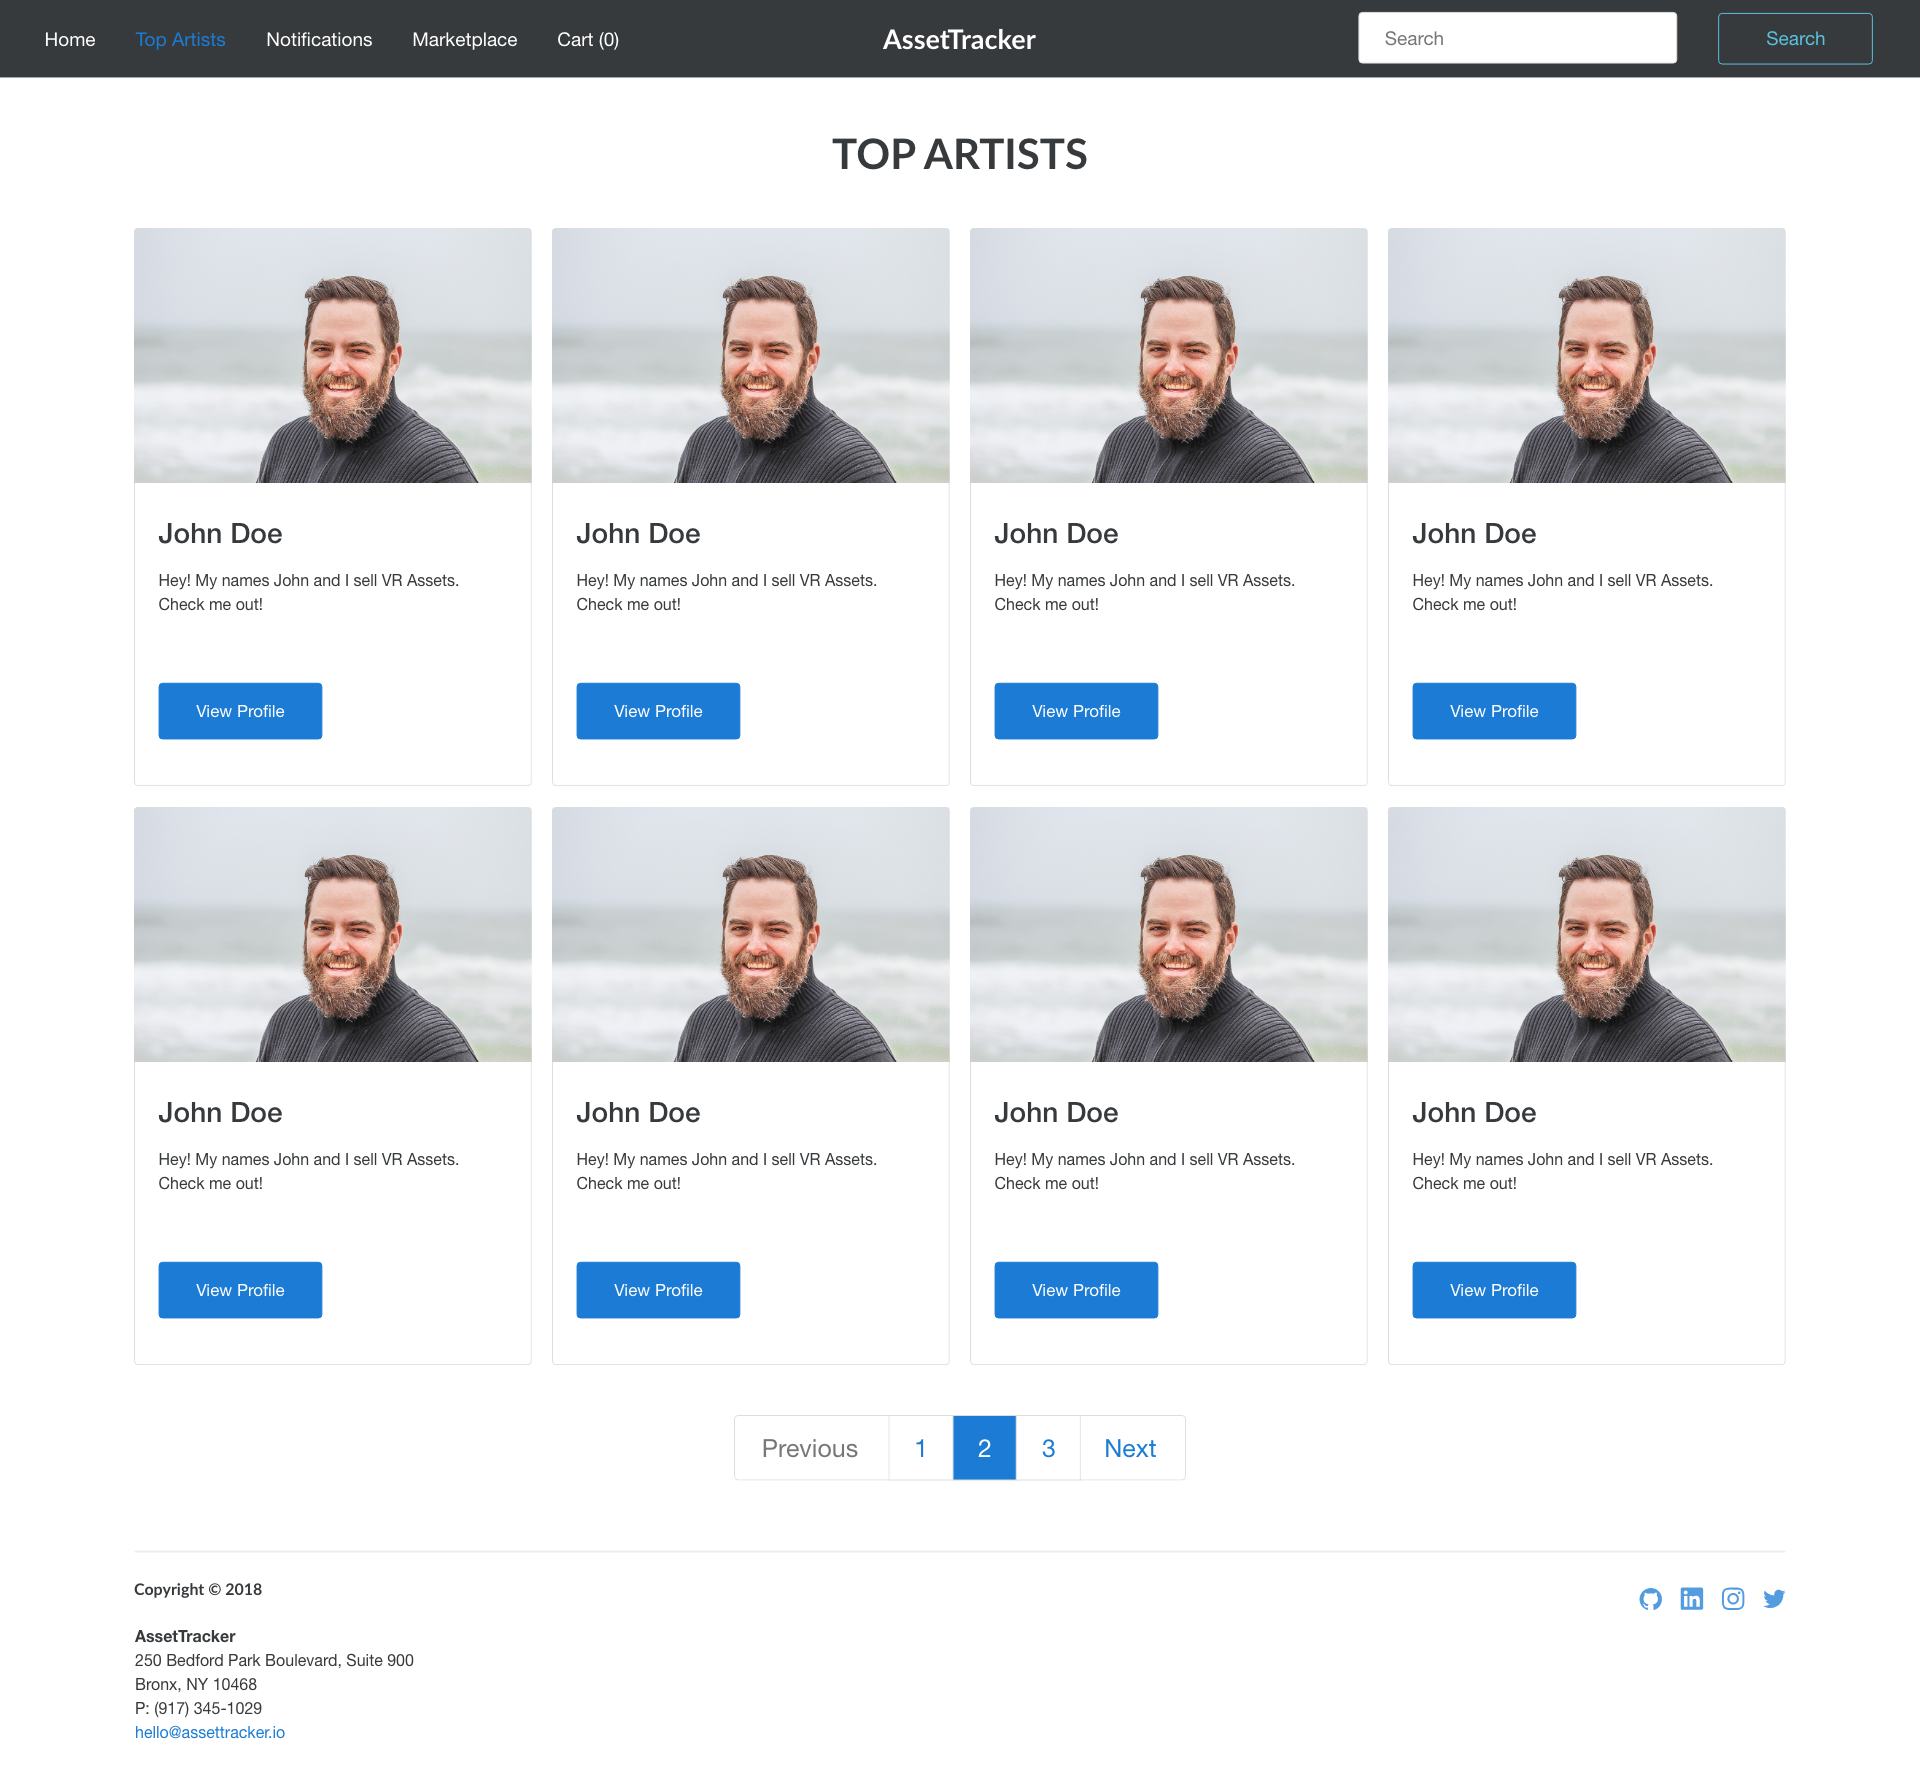 Home Top Artists Notifications Marketplace Cart (0) AssetTracker Search Search
TOP ARTISTS
John Doe
Hey! My names John and I sell VR Assets.
Check me out!
View Profile
John Doe
Hey! My names John and I sell VR Assets.
Check me out!
View Profile
John Doe
Hey! My names John and I sell VR Assets.
Check me out!
View Profile
John Doe
Hey! My names John and I sell VR Assets.
Check me out!
View Profile
John Doe
Hey! My names John and I sell VR Assets.
Check me out!
View Profile
John Doe
Hey! My names John and I sell VR Assets.
Check me out!
View Profile
John Doe
Hey! My names John and I sell VR Assets.
Check me out!
View Profile
John Doe
Hey! My names John and I sell VR Assets.
Check me out!
View Profile
Previous 1 2 3 Next
Copyright © 2018
AssetTracker
250 Bedford Park Boulevard, Suite 900
Bronx, NY 10468
P: (917) 345-1029
hello@assettracker.io